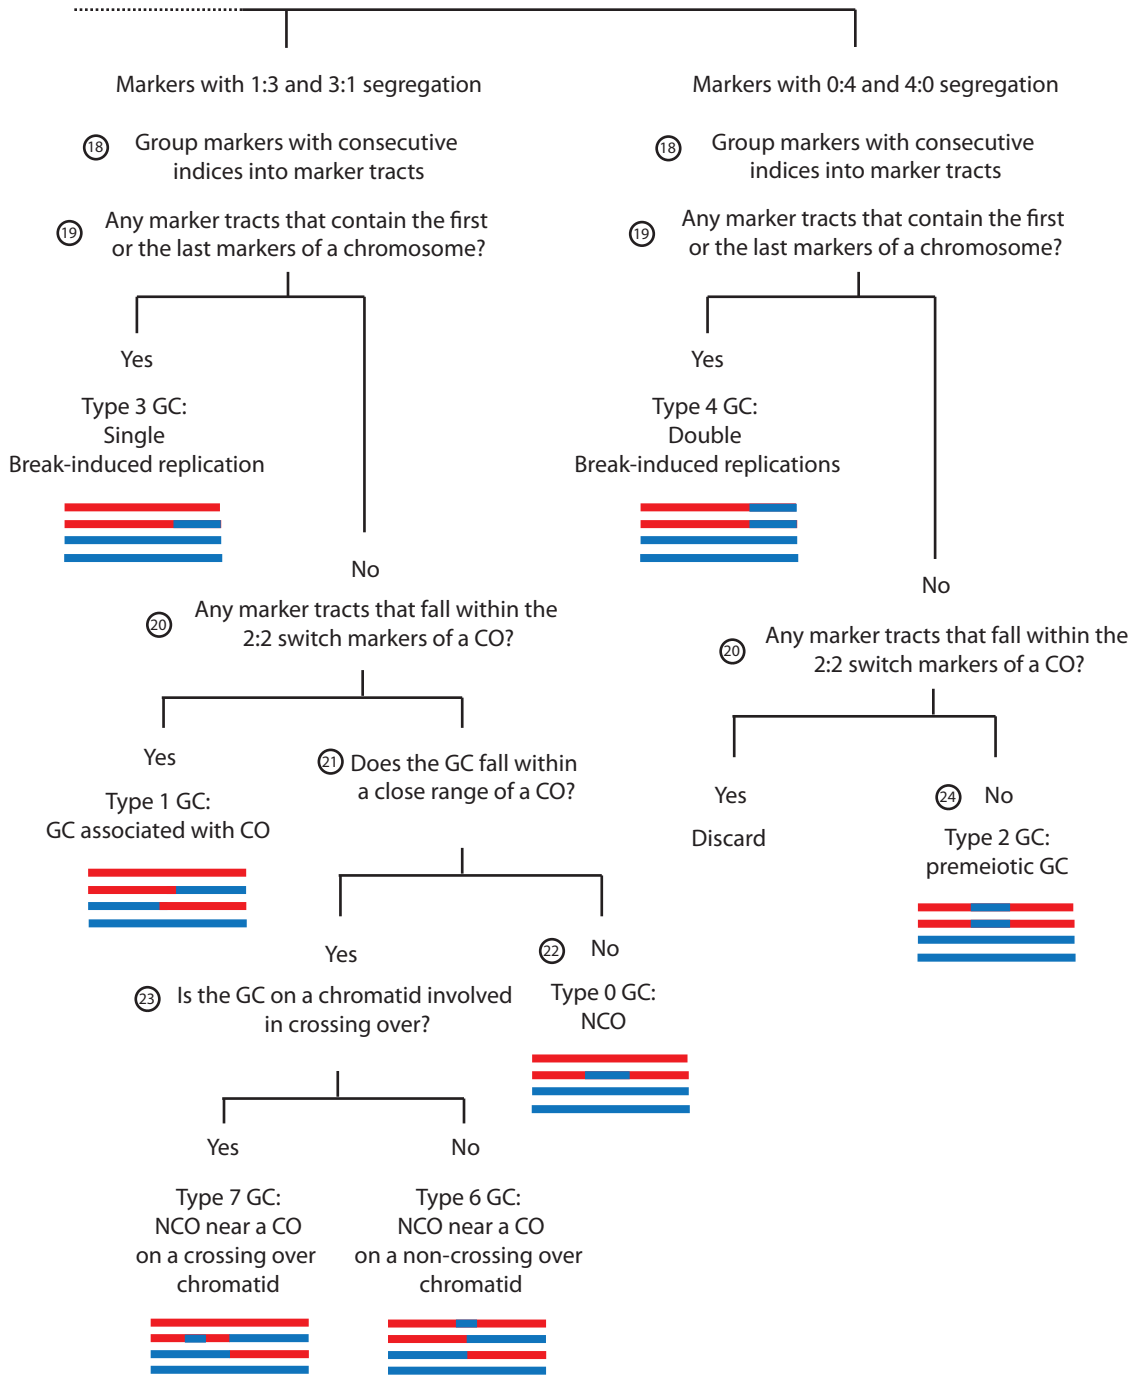 Markers with 1:3 and 3:1 segregation
18 Group markers with consecutive
indices into marker tracts
19 Any marker tracts that contain the first
or the last markers of a chromosome?
Yes
Type 3 GC:
Single
Break-induced replication
No
20 Any marker tracts that fall within the
2:2 switch markers of a CO?
Yes
Type 1 GC:
GC associated with CO
21 Does the GC fall within
a close range of a CO?
Yes
22 No
Type 0 GC:
NCO
23 Is the GC on a chromatid involved
in crossing over?
Yes
Type 7 GC:
NCO near a CO
on a crossing over
chromatid
No
Type 6 GC:
NCO near a CO
on a non-crossing over
chromatid
Markers with 0:4 and 4:0 segregation
18 Group markers with consecutive
indices into marker tracts
19 Any marker tracts that contain the first
or the last markers of a chromosome?
Yes
Type 4 GC:
Double
Break-induced replications
No
20 Any marker tracts that fall within the
2:2 switch markers of a CO?
Yes
Discard
24 No
Type 2 GC:
premeiotic GC